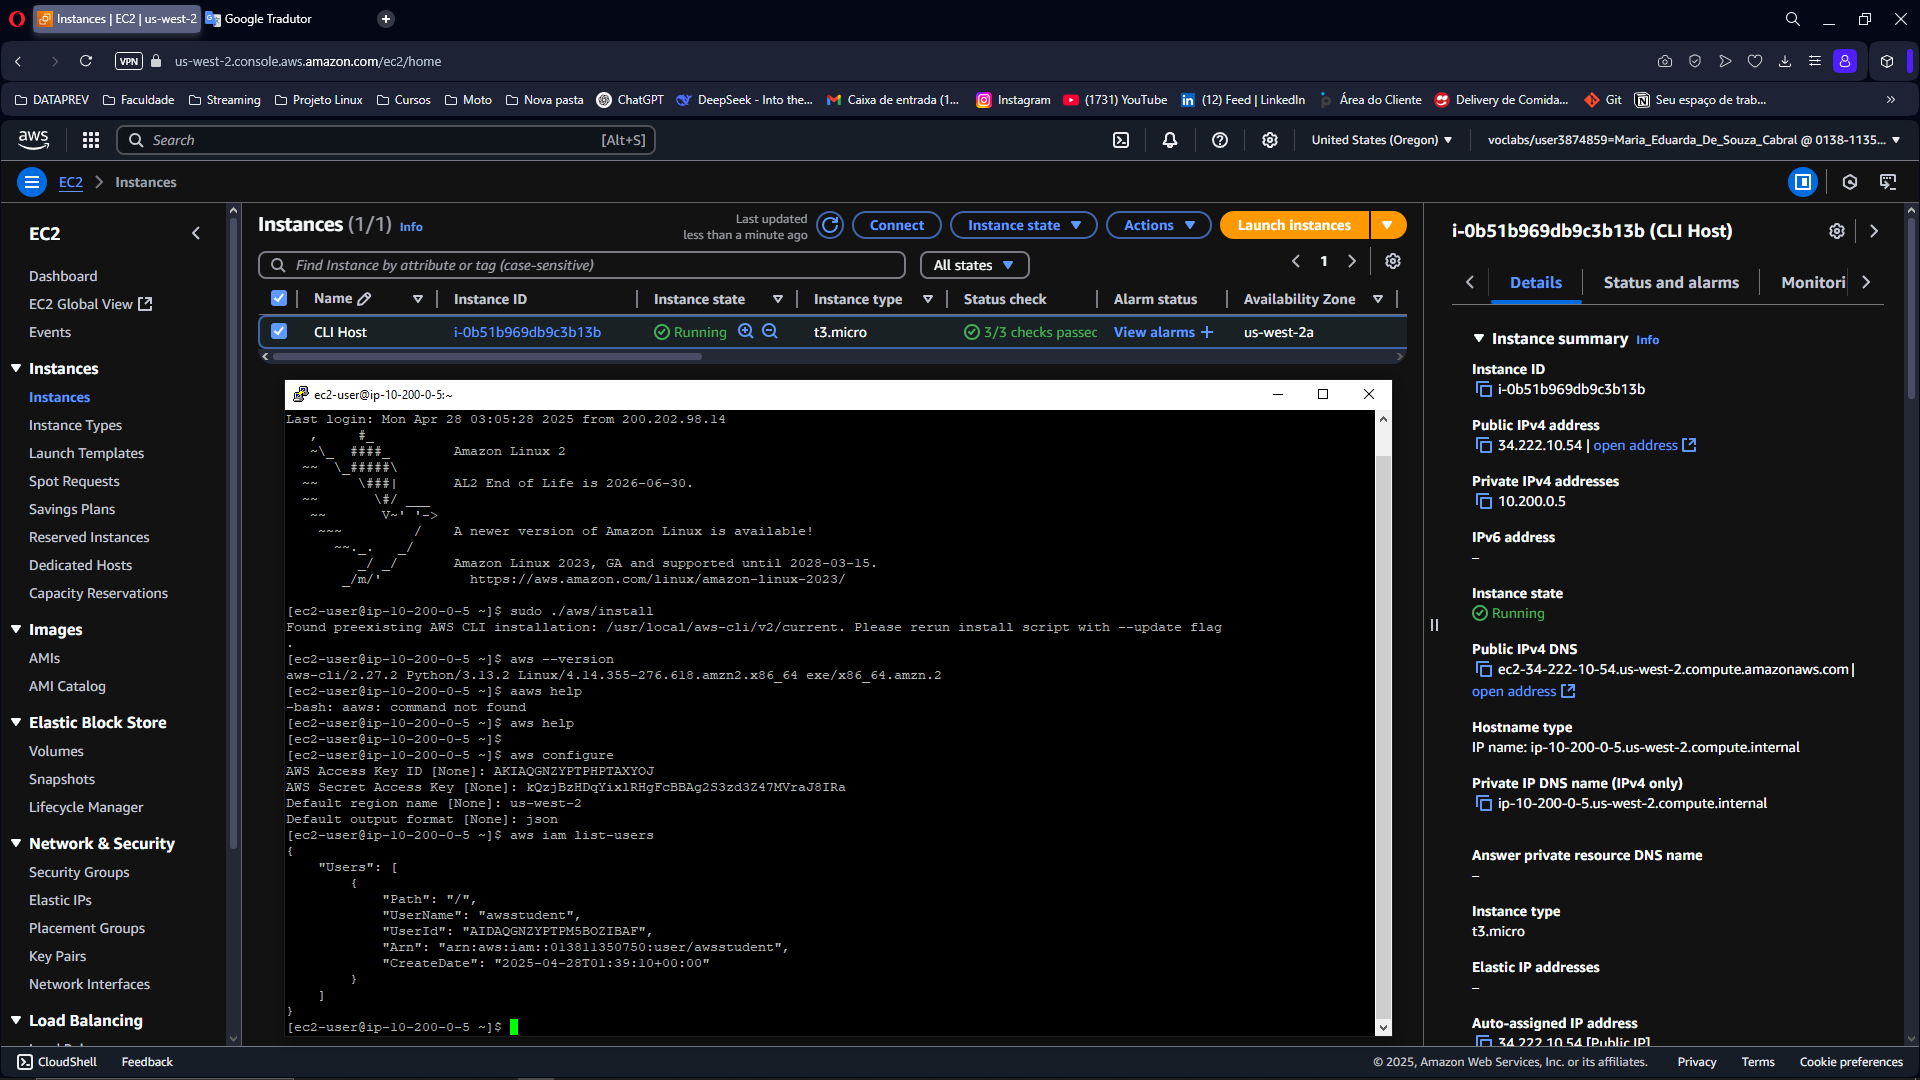 Instances | EC2 | us-west-2
Google Tradutor
VPN
us-west-2.console.aws.amazon.com/ec2/home
DATAPREV
Faculdade
Streaming
Projeto Linux
Cursos
Moto
Nova pasta
ChatGPT
DeepSeek - Into the...
Caixa de entrada (1...
Instagram
(1731) YouTube
(12) Feed | LinkedIn
Área do Cliente
Delivery de Comida...
Git
Seu espaço de trab...
aws
Search
[Alt+S]
United States (Oregon)
voclabs/user3874859=Maria_Eduarda_De_Souza_Cabral @ 0138-1135...
EC2
Instances
EC2
Dashboard
EC2 Global View
Events
Instances
Instances
Instance Types
Launch Templates
Spot Requests
Savings Plans
Reserved Instances
Dedicated Hosts
Capacity Reservations
Images
AMIs
AMI Catalog
Elastic Block Store
Volumes
Snapshots
Lifecycle Manager
Network & Security
Security Groups
Elastic IPs
Placement Groups
Key Pairs
Network Interfaces
Load Balancing
Instances (1/1) Info
Last updated
less than a minute ago
Connect
Instance state
Actions
Launch instances
Find Instance by attribute or tag (case-sensitive)
All states
1
Name
Instance ID
Instance state
Instance type
Status check
Alarm status
Availability Zone
CLI Host
i-0b51b969db9c3b13b
Running
t3.micro
3/3 checks passec
View alarms
us-west-2a
ec2-user@ip-10-200-0-5:~
Last login: Mon Apr 28 03:05:28 2025 from 200.202.98.14
   ,     #_
   ~\_  ####_        Amazon Linux 2
  ~~  \_#####\
  ~~     \###|       AL2 End of Life is 2026-06-30.
  ~~       \#/ ___
   ~~       V~' '->
    ~~~         /    A newer version of Amazon Linux is available!
      ~~._.   _/
         _/ _/       Amazon Linux 2023, GA and supported until 2028-03-15.
       _/m/'           https://aws.amazon.com/linux/amazon-linux-2023/
[ec2-user@ip-10-200-0-5 ~]$ sudo ./aws/install
Found preexisting AWS CLI installation: /usr/local/aws-cli/v2/current. Please rerun install script with --update flag
.
[ec2-user@ip-10-200-0-5 ~]$ aws --version
aws-cli/2.27.2 Python/3.13.2 Linux/4.14.355-276.618.amzn2.x86_64 exe/x86_64.amzn.2
[ec2-user@ip-10-200-0-5 ~]$ aaws help
-bash: aaws: command not found
[ec2-user@ip-10-200-0-5 ~]$ aws help
[ec2-user@ip-10-200-0-5 ~]$
[ec2-user@ip-10-200-0-5 ~]$ aws configure
AWS Access Key ID [None]: AKIAQGNZYPTPHPTAXYOJ
AWS Secret Access Key [None]: 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
Default region name [None]: us-west-2
Default output format [None]: json
[ec2-user@ip-10-200-0-5 ~]$ aws iam list-users
{
    "Users": [
        {
            "Path": "/",
            "UserName": "awsstudent",
            "UserId": "AIDAQGNZYPTPM5BOZIBAF",
            "Arn": "arn:aws:iam::013811350750:user/awsstudent",
            "CreateDate": "2025-04-28T01:39:10+00:00"
        }
    ]
}
[ec2-user@ip-10-200-0-5 ~]$
i-0b51b969db9c3b13b (CLI Host)
Details
Status and alarms
Monitori
Instance summary Info
Instance ID
i-0b51b969db9c3b13b
Public IPv4 address
34.222.10.54 | open address
Private IPv4 addresses
10.200.0.5
IPv6 address
–
Instance state
Running
Public IPv4 DNS
ec2-34-222-10-54.us-west-2.compute.amazonaws.com |
open address
Hostname type
IP name: ip-10-200-0-5.us-west-2.compute.internal
Private IP DNS name (IPv4 only)
ip-10-200-0-5.us-west-2.compute.internal
Answer private resource DNS name
–
Instance type
t3.micro
Elastic IP addresses
–
Auto-assigned IP address
34.222.10.54 [Public IP]
CloudShell
Feedback
© 2025, Amazon Web Services, Inc. or its affiliates.
Privacy
Terms
Cookie preferences